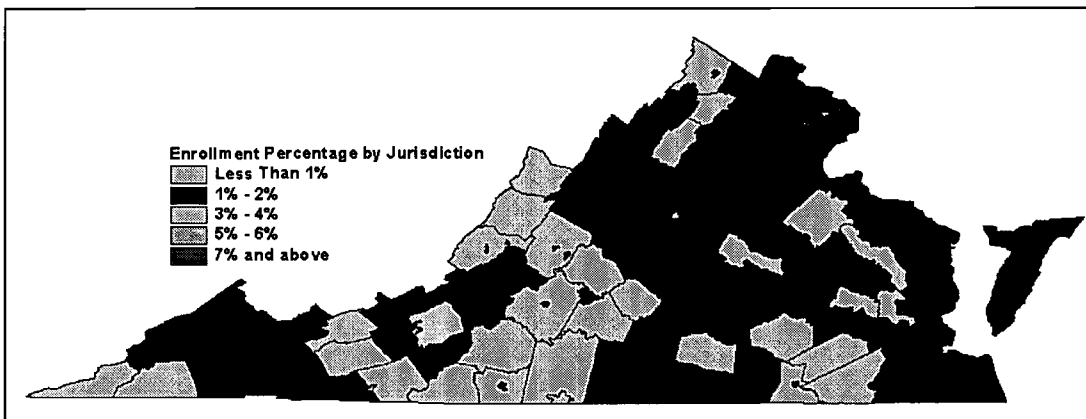 Enrollment Percentage by Jurisdiction
Less Than 1%
1% - 2%
3% - 4%
5% - 6%
7% and above